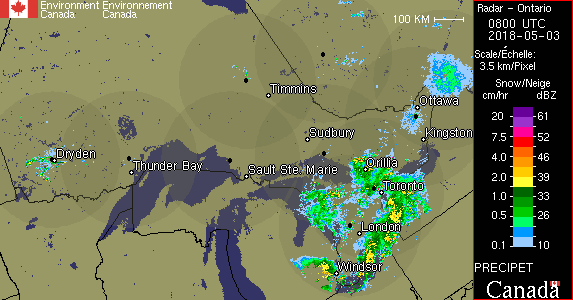 Environment Environnement
Canada Canada
100 KM
Timmins
Ottawa
Sudbury
Kingston
Dryden
Thunder Bay
Sault Ste. Marie
Orillia
Toronto
London
Windsor
Radar - Ontario
0800 UTC
2018-05-03
Scale/Échelle:
3.5 km/Pixel
Snow/Neige
cm/hr dBZ
20 61
7.5 52
4.0 46
2.0 39
1.0 33
0.5 26
0.1 10
PRECIPET
Canada